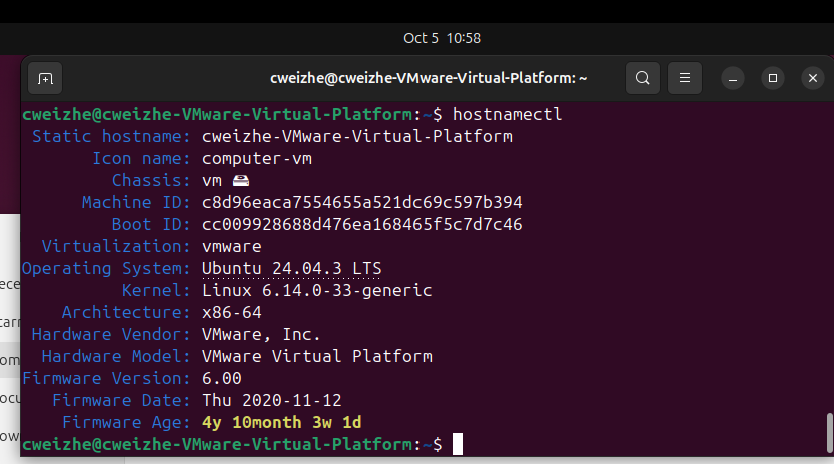 Oct 5 10:58
cweizhe@cweizhe-VMware-Virtual-Platform: ~
cweizhe@cweizhe-VMware-Virtual-Platform:~$ hostnamectl
Static hostname: cweizhe-VMware-Virtual-Platform
Icon name: computer-vm
Chassis: vm 🖴
Machine ID: c8d96eaca7554655a521dc69c597b394
Boot ID: cc009928688d476ea168465f5c7d7c46
Virtualization: vmware
Operating System: Ubuntu 24.04.3 LTS
Kernel: Linux 6.14.0-33-generic
Architecture: x86-64
Hardware Vendor: VMware, Inc.
Hardware Model: VMware Virtual Platform
Firmware Version: 6.00
Firmware Date: Thu 2020-11-12
Firmware Age: 4y 10month 3w 1d
cweizhe@cweizhe-VMware-Virtual-Platform:~$